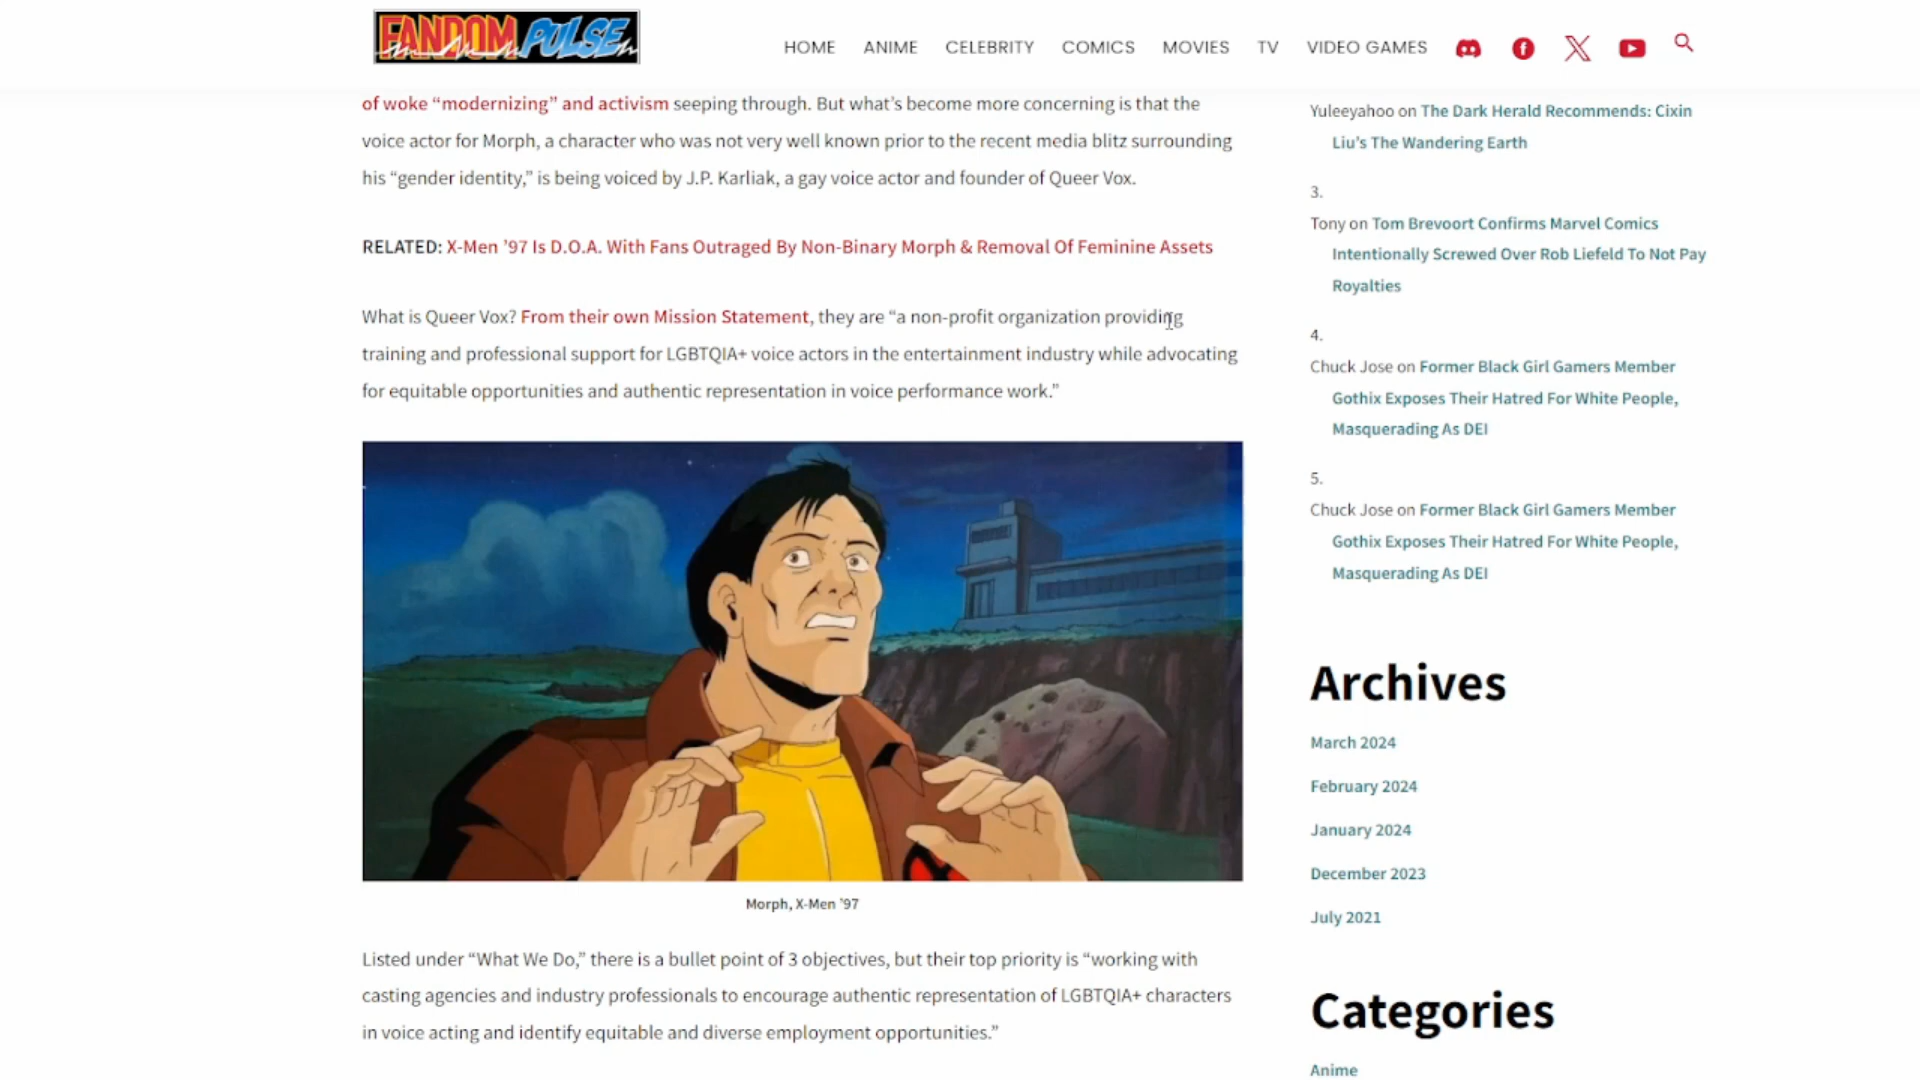 FANDOM PULSE
HOME ANIME CELEBRITY COMICS MOVIES TV VIDEO GAMES
of woke “modernizing” and activism seeping through. But what’s become more concerning is that the
voice actor for Morph, a character who was not very well known prior to the recent media blitz surrounding
his “gender identity,” is being voiced by J.P. Karliak, a gay voice actor and founder of Queer Vox.
RELATED: X-Men ’97 Is D.O.A. With Fans Outraged By Non-Binary Morph & Removal Of Feminine Assets
What is Queer Vox? From their own Mission Statement, they are “a non-profit organization providing
training and professional support for LGBTQIA+ voice actors in the entertainment industry while advocating
for equitable opportunities and authentic representation in voice performance work.”
Morph, X-Men ’97
Listed under “What We Do,” there is a bullet point of 3 objectives, but their top priority is “working with
casting agencies and industry professionals to encourage authentic representation of LGBTQIA+ characters
in voice acting and identify equitable and diverse employment opportunities.”
Yuleeyahoo on The Dark Herald Recommends: Cixin
Liu’s The Wandering Earth
3.
Tony on Tom Brevoort Confirms Marvel Comics
Intentionally Screwed Over Rob Liefeld To Not Pay
Royalties
4.
Chuck Jose on Former Black Girl Gamers Member
Gothix Exposes Their Hatred For White People,
Masquerading As DEI
5.
Chuck Jose on Former Black Girl Gamers Member
Gothix Exposes Their Hatred For White People,
Masquerading As DEI
Archives
March 2024
February 2024
January 2024
December 2023
July 2021
Categories
Anime